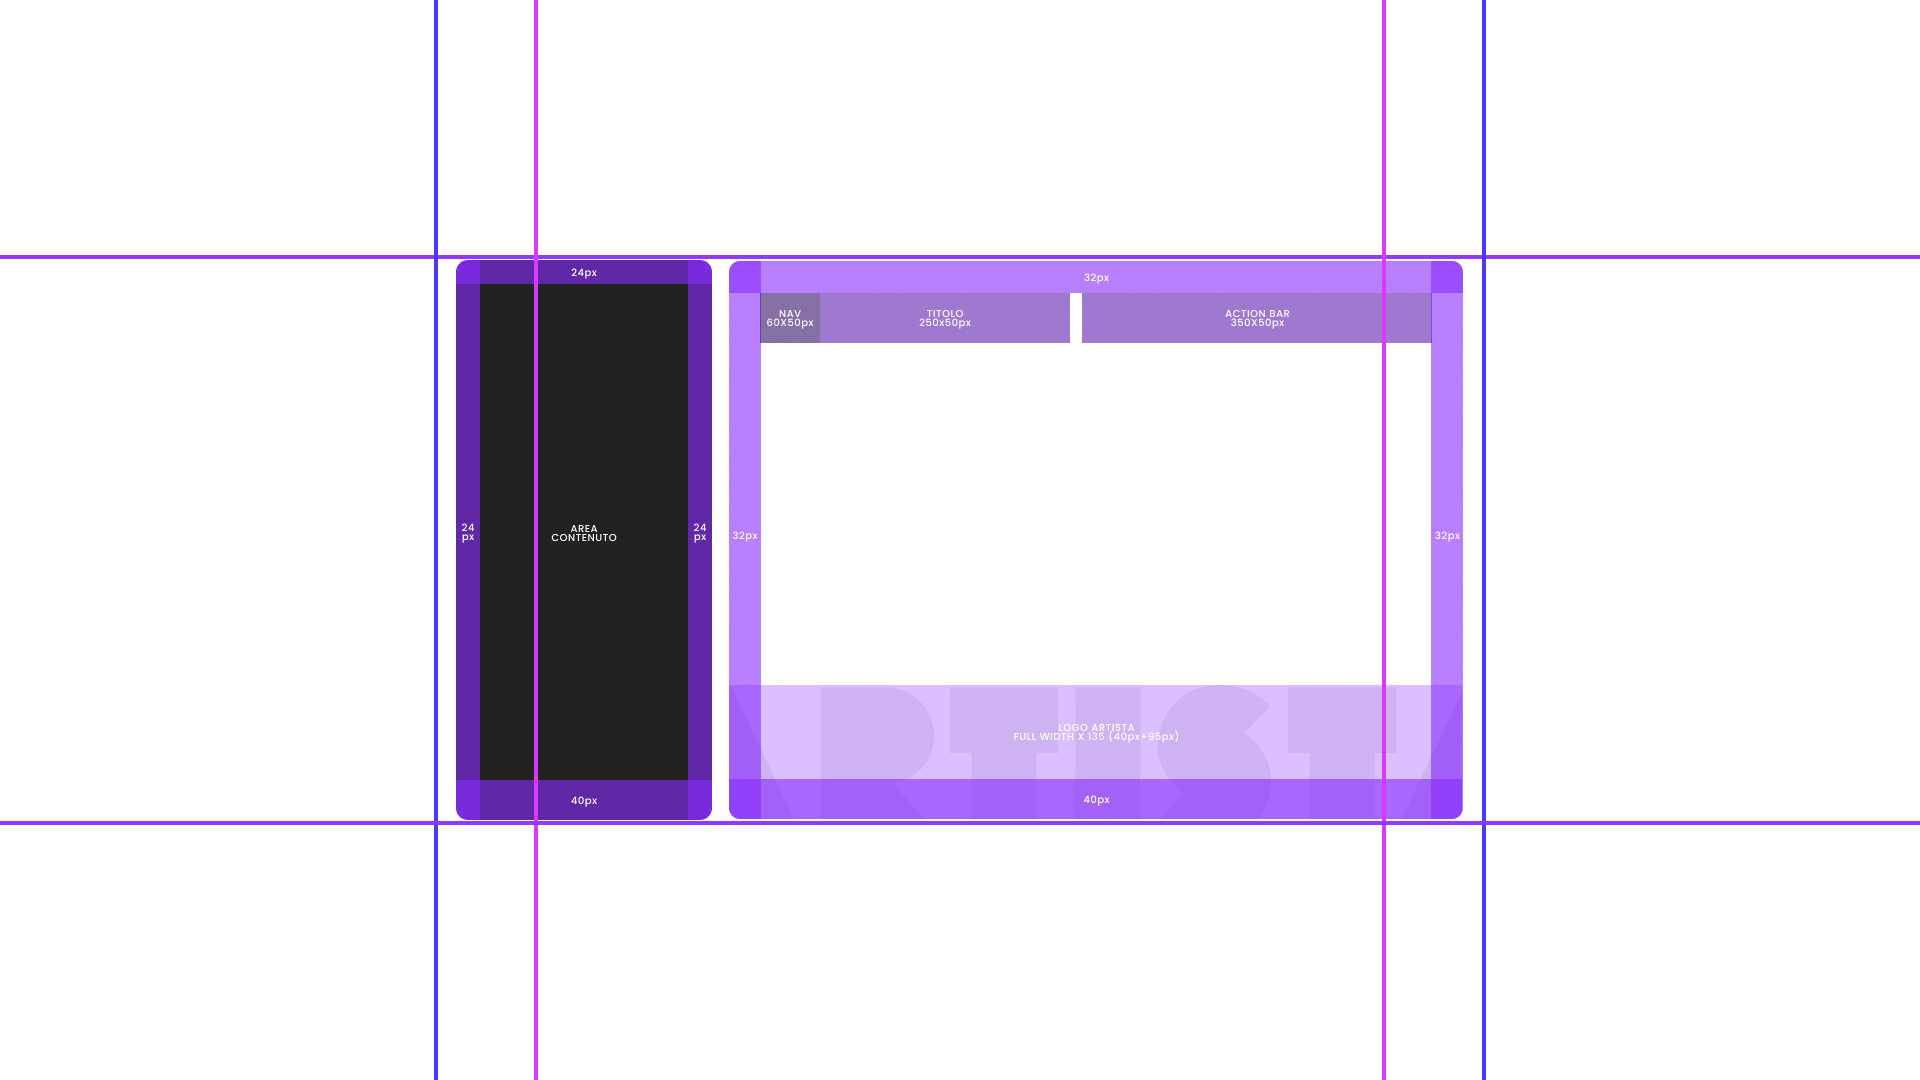 24px
24
px
AREA
CONTENUTO
24
px
40px
32px
NAV
60X50px
TITOLO
250x50px
ACTION BAR
350X50px
32px
32px
ARTISTA
LOGO ARTISTA
FULL WIDTH X 135 (40px+95px)
40px